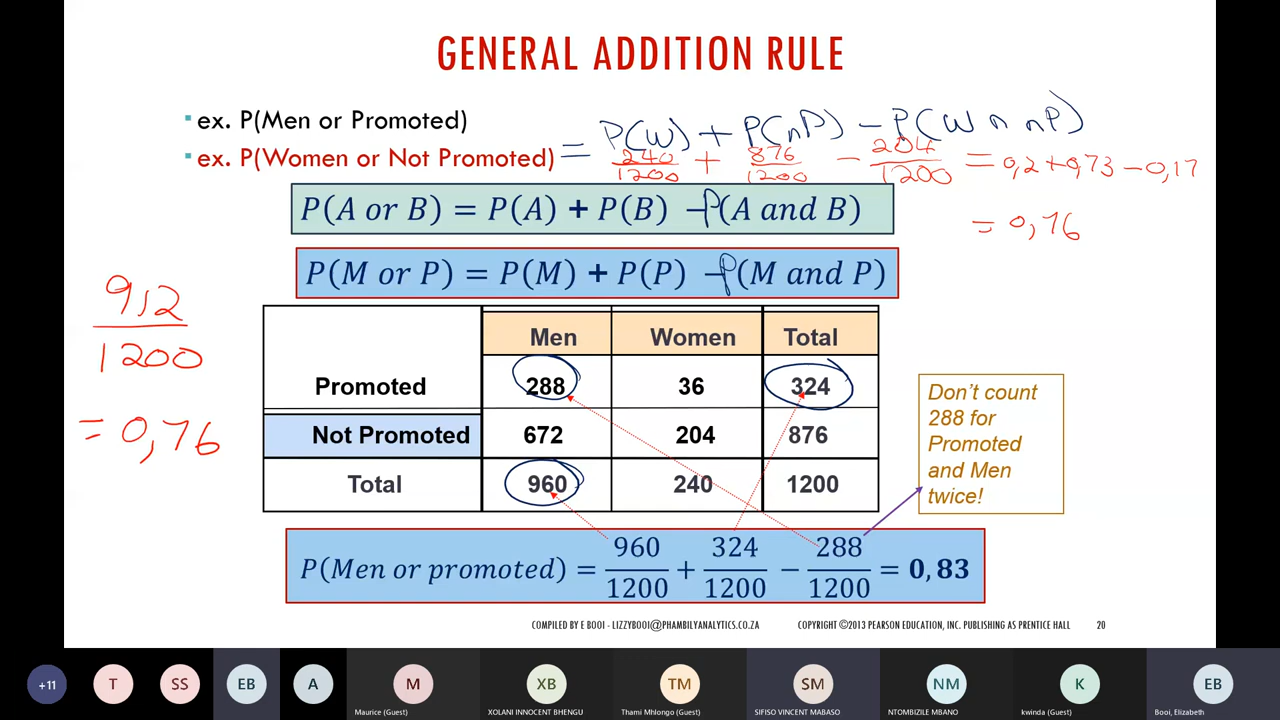 GENERAL ADDITION RULE
▪ ex. P(Men or Promoted)
= P(W) + P(nP) – P(W ∩ nP)
▪ ex. P(Women or Not Promoted)
240/1200 + 876/1200 – 204/1200 = 0,2 + 0,73 – 0,17
= 0,76
P(A or B) = P(A) + P(B) – P(A and B)
P(M or P) = P(M) + P(P) – P(M and P)
912/1200
= 0,76
Men Women Total
Promoted 288 36 324
Not Promoted 672 204 876
Total 960 240 1200
Don't count
288 for
Promoted
and Men
twice!
P(Men or promoted) = 960/1200 + 324/1200 − 288/1200 = 0,83
COMPILED BY E BOOI - LIZZYBOOI@PHAMBILYANALYTICS.CO.ZA COPYRIGHT ©2013 PEARSON EDUCATION, INC. PUBLISHING AS PRENTICE HALL 20
+11 T SS EB A M XB TM SM NM K EB
Maurice (Guest) XOLANI INNOCENT BHENGU Thami Mhlongo (Guest) SIFISO VINCENT MABASO NTOMBIZILE MBANO kwinda (Guest) Booi, Elizabeth